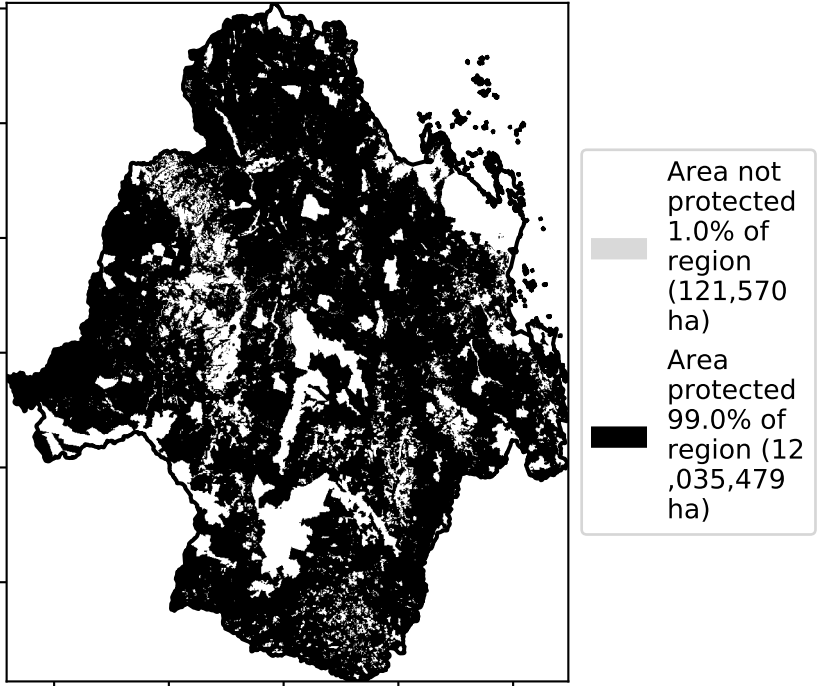 Area not
protected
1.0% of
region
(121,570
ha)
Area
protected
99.0% of
region (12
,035,479
ha)